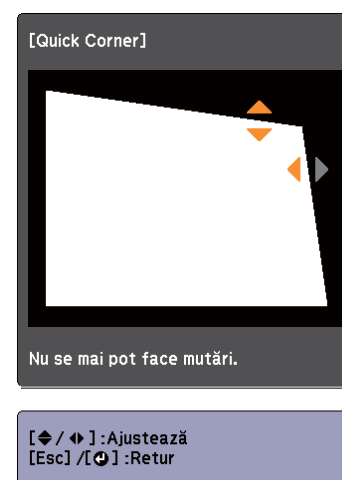 [Quick Corner]
Nu se mai pot face mutări.
[⬘/⬗] :Ajustează
[Esc] /[↵] :Retur